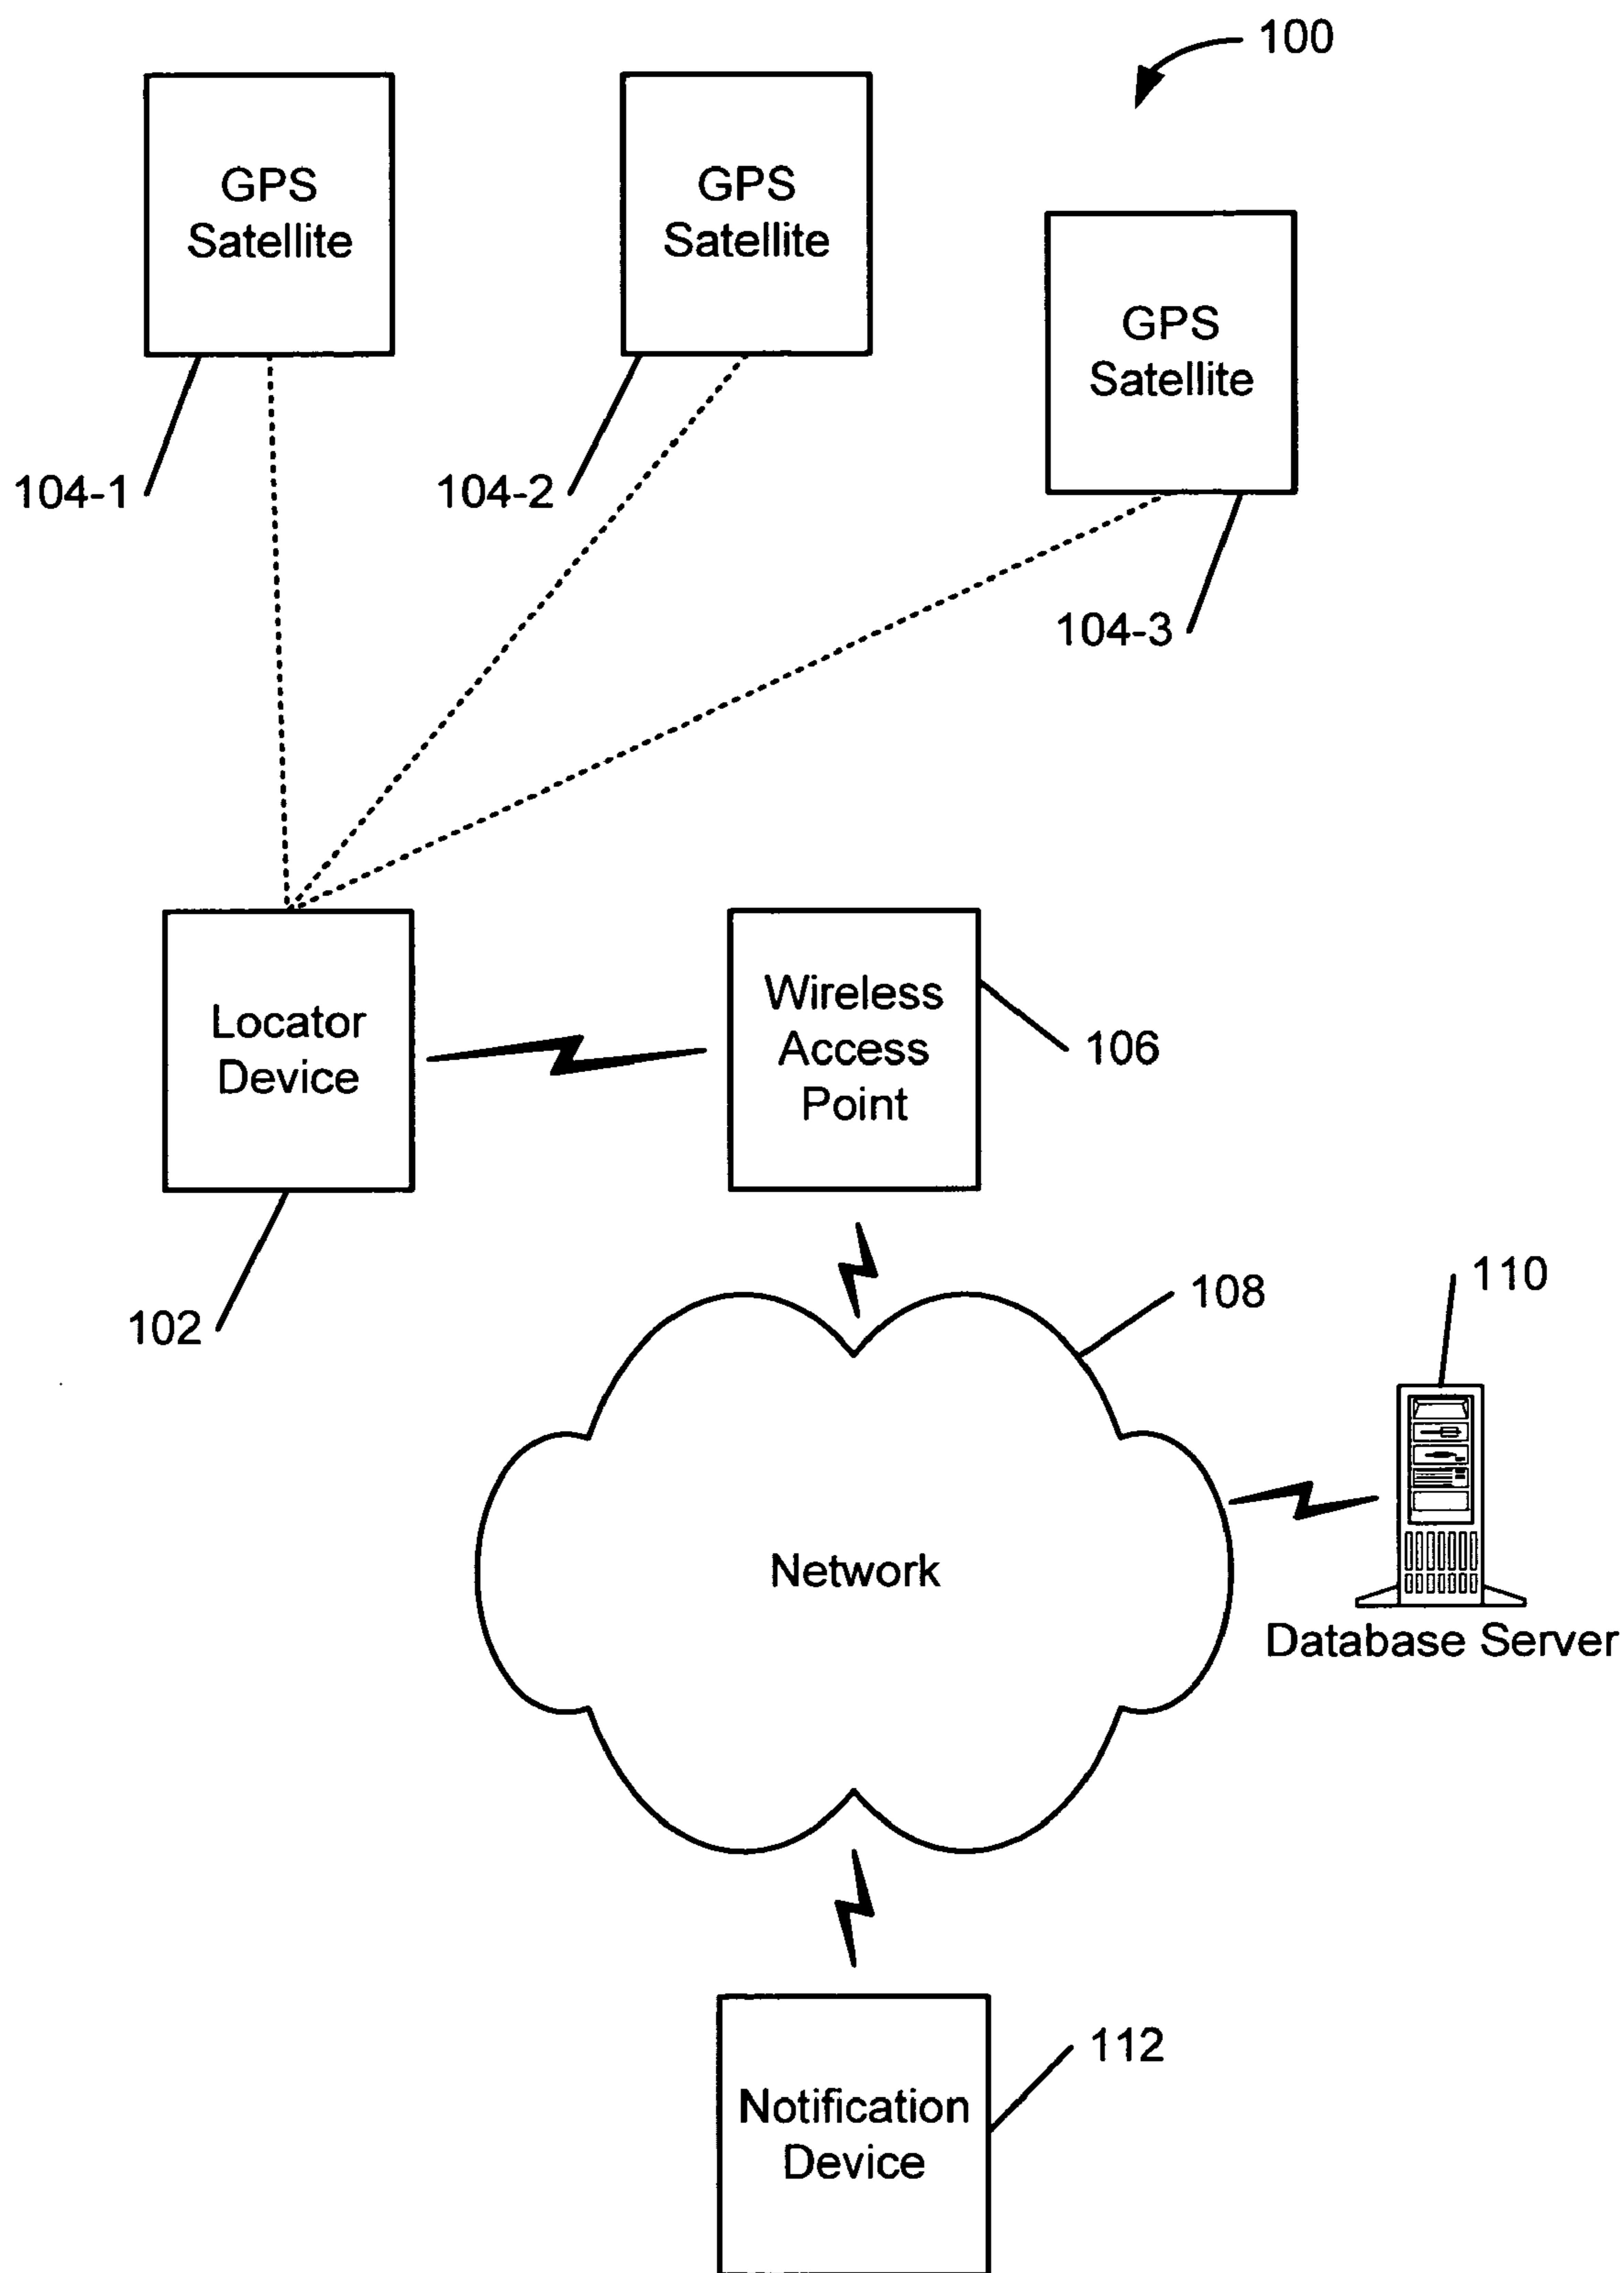 100
GPS
Satellite
GPS
Satellite
GPS
Satellite
104-1
104-2
104-3
Locator
Device
Wireless
Access
Point
106
102
108
110
Network
Database Server
112
Notification
Device